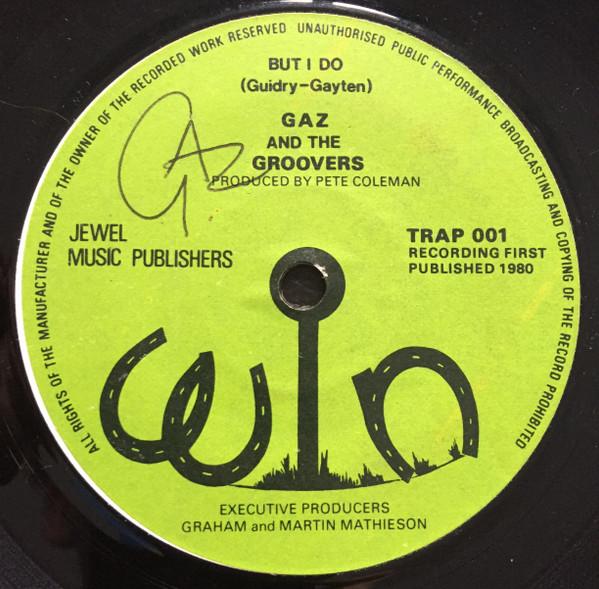 ALL RIGHTS OF THE MANUFACTURER AND OF THE OWNER OF THE RECORDED WORK RESERVED UNAUTHORISED PUBLIC PERFORMANCE BROADCASTING AND COPYING OF THE RECORD PROHIBITED
BUT I DO
(Guidry-Gayten)
GAZ
AND THE
GROOVERS
PRODUCED BY PETE COLEMAN
GAZ
JEWEL
MUSIC PUBLISHERS
TRAP 001
RECORDING FIRST
PUBLISHED 1980
win
EXECUTIVE PRODUCERS
GRAHAM and MARTIN MATHIESON